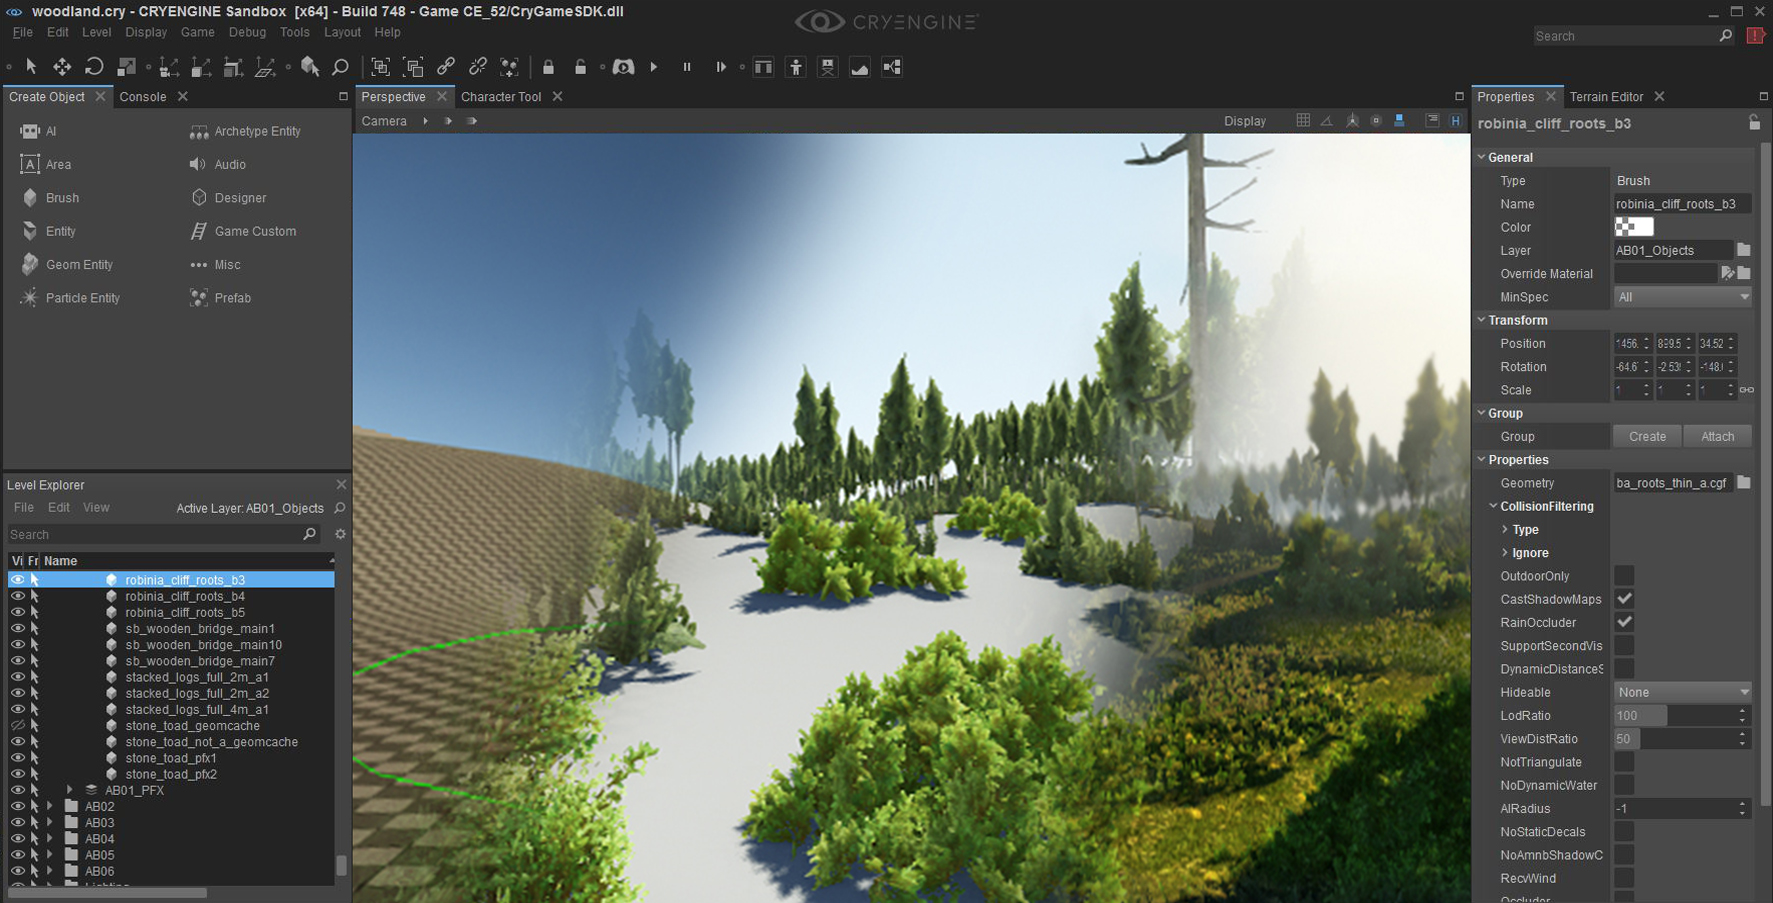 woodland.cry - CRYENGINE Sandbox [x64] - Build 748 - Game CE_52/CryGameSDK.dll
CRYENGINE
File Edit Level Display Game Debug Tools Layout Help
Search
Create Object
Console
AI
Archetype Entity
Area
Audio
Brush
Designer
Entity
Game Custom
Geom Entity
Misc
Particle Entity
Prefab
Level Explorer
File Edit View Active Layer: AB01_Objects
Search
Vi Fr Name
robinia_cliff_roots_b3
robinia_cliff_roots_b4
robinia_cliff_roots_b5
sb_wooden_bridge_main1
sb_wooden_bridge_main10
sb_wooden_bridge_main7
stacked_logs_full_2m_a1
stacked_logs_full_2m_a2
stacked_logs_full_4m_a1
stone_toad_geomcache
stone_toad_not_a_geomcache
stone_toad_pfx1
stone_toad_pfx2
AB01_PFX
AB02
AB03
AB04
AB05
AB06
Lighting
Perspective
Character Tool
Camera
Display
H
Properties
Terrain Editor
robinia_cliff_roots_b3
General
Type Brush
Name robinia_cliff_roots_b3
Color
Layer AB01_Objects
Override Material
MinSpec All
Transform
Position 1456. 899.5 34.52
Rotation -64.6 -2.53 -148.
Scale 1 1 1
Group
Group Create Attach
Properties
Geometry ba_roots_thin_a.cgf
CollisionFiltering
Type
Ignore
OutdoorOnly
CastShadowMaps
RainOccluder
SupportSecondVis
DynamicDistanceS
Hideable None
LodRatio 100
ViewDistRatio 50
NotTriangulate
NoDynamicWater
AIRadius -1
NoStaticDecals
NoAmnbShadowC
RecvWind
Occluder